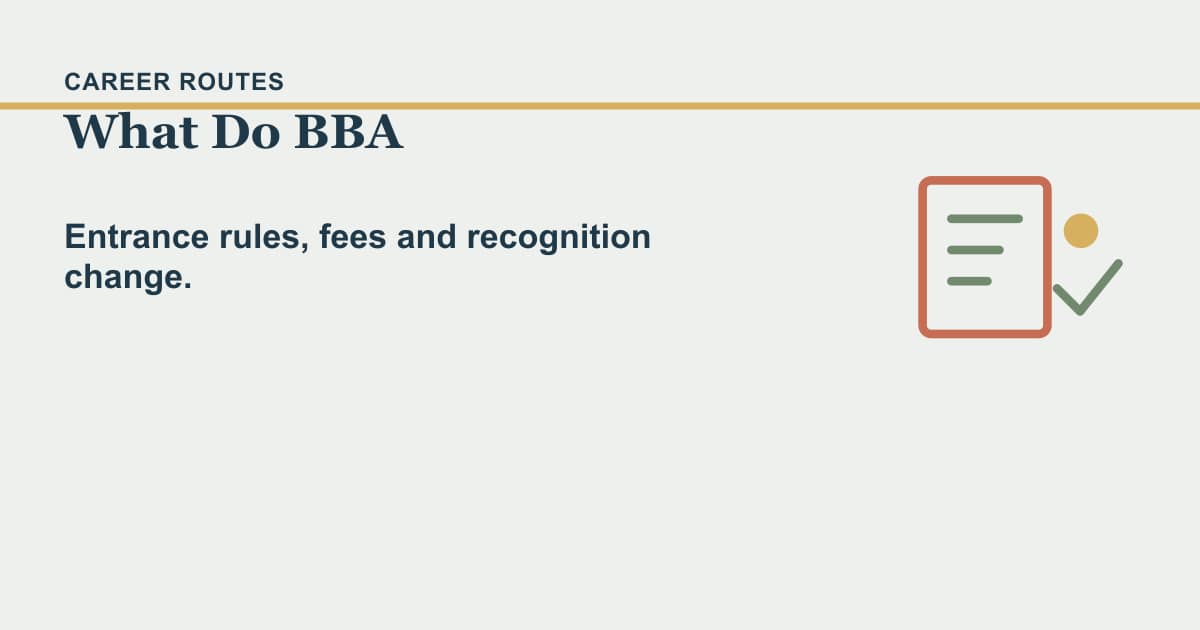 CAREER ROUTES
What Do BBA
Entrance rules, fees and recognition
change.